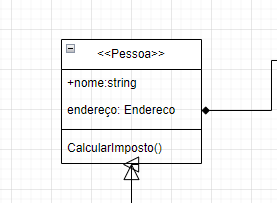 <<Pessoa>>
+nome:string
endereço: Endereco
CalcularImposto()